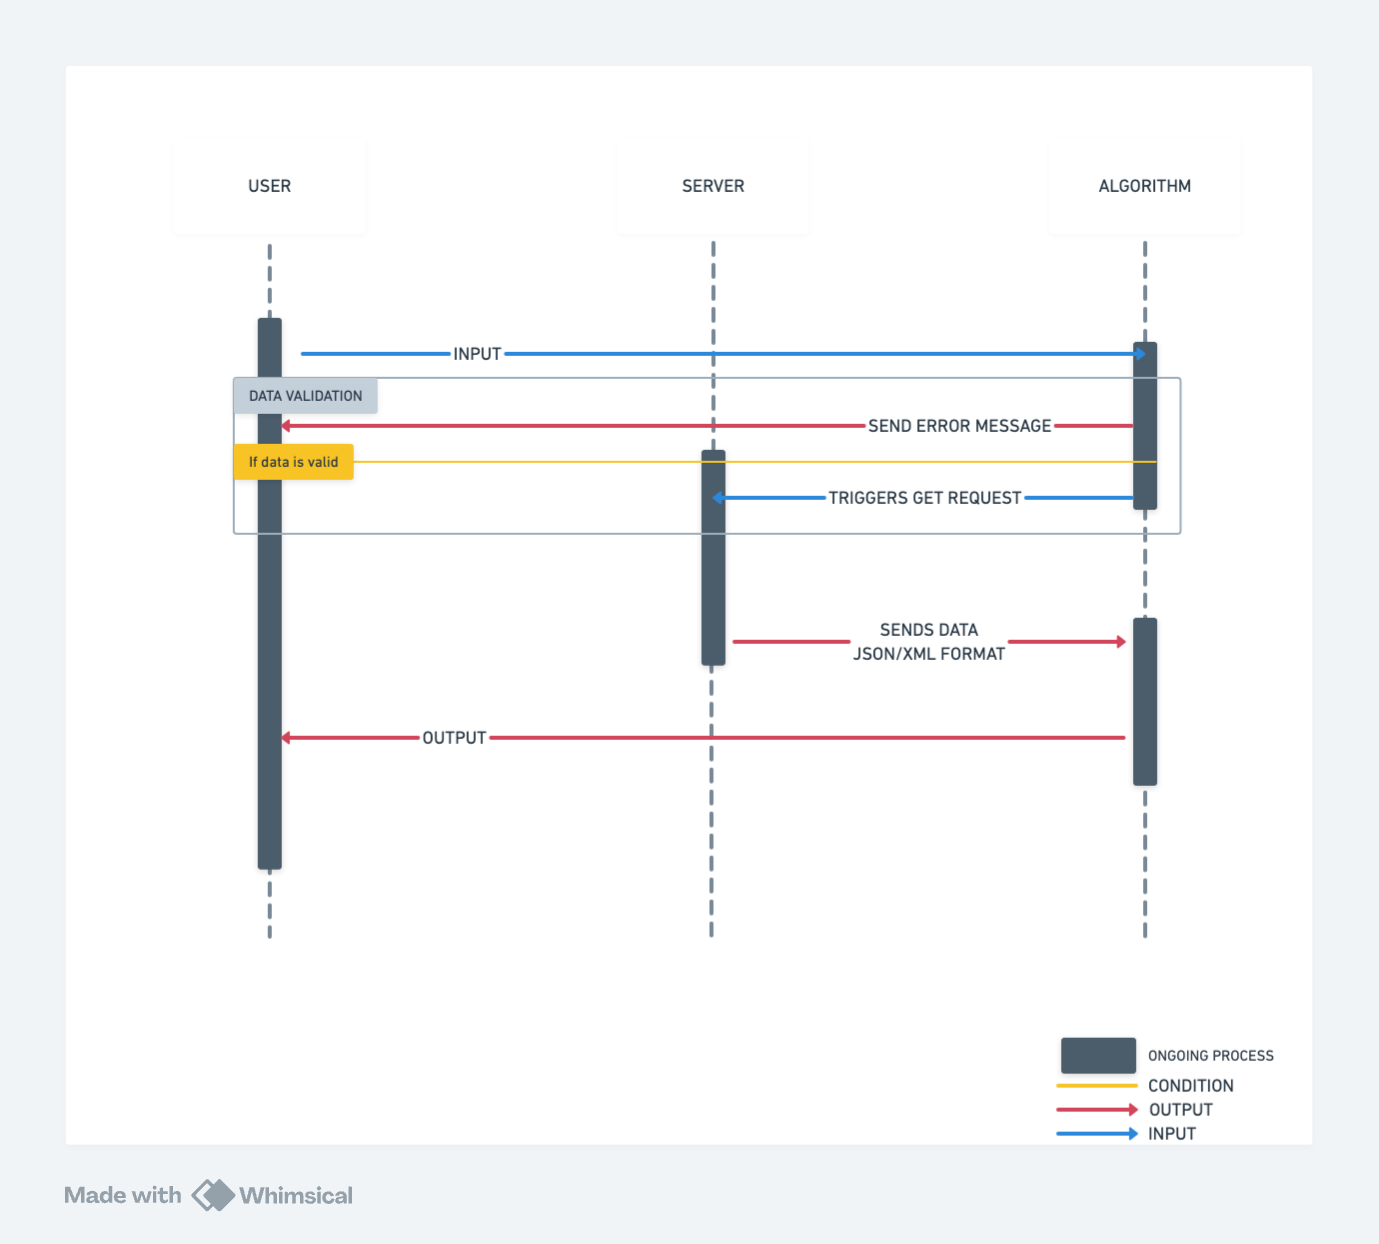 USER
SERVER
ALGORITHM
INPUT
DATA VALIDATION
SEND ERROR MESSAGE
If data is valid
TRIGGERS GET REQUEST
SENDS DATA
JSON/XML FORMAT
OUTPUT
ONGOING PROCESS
CONDITION
OUTPUT
INPUT
Made with Whimsical